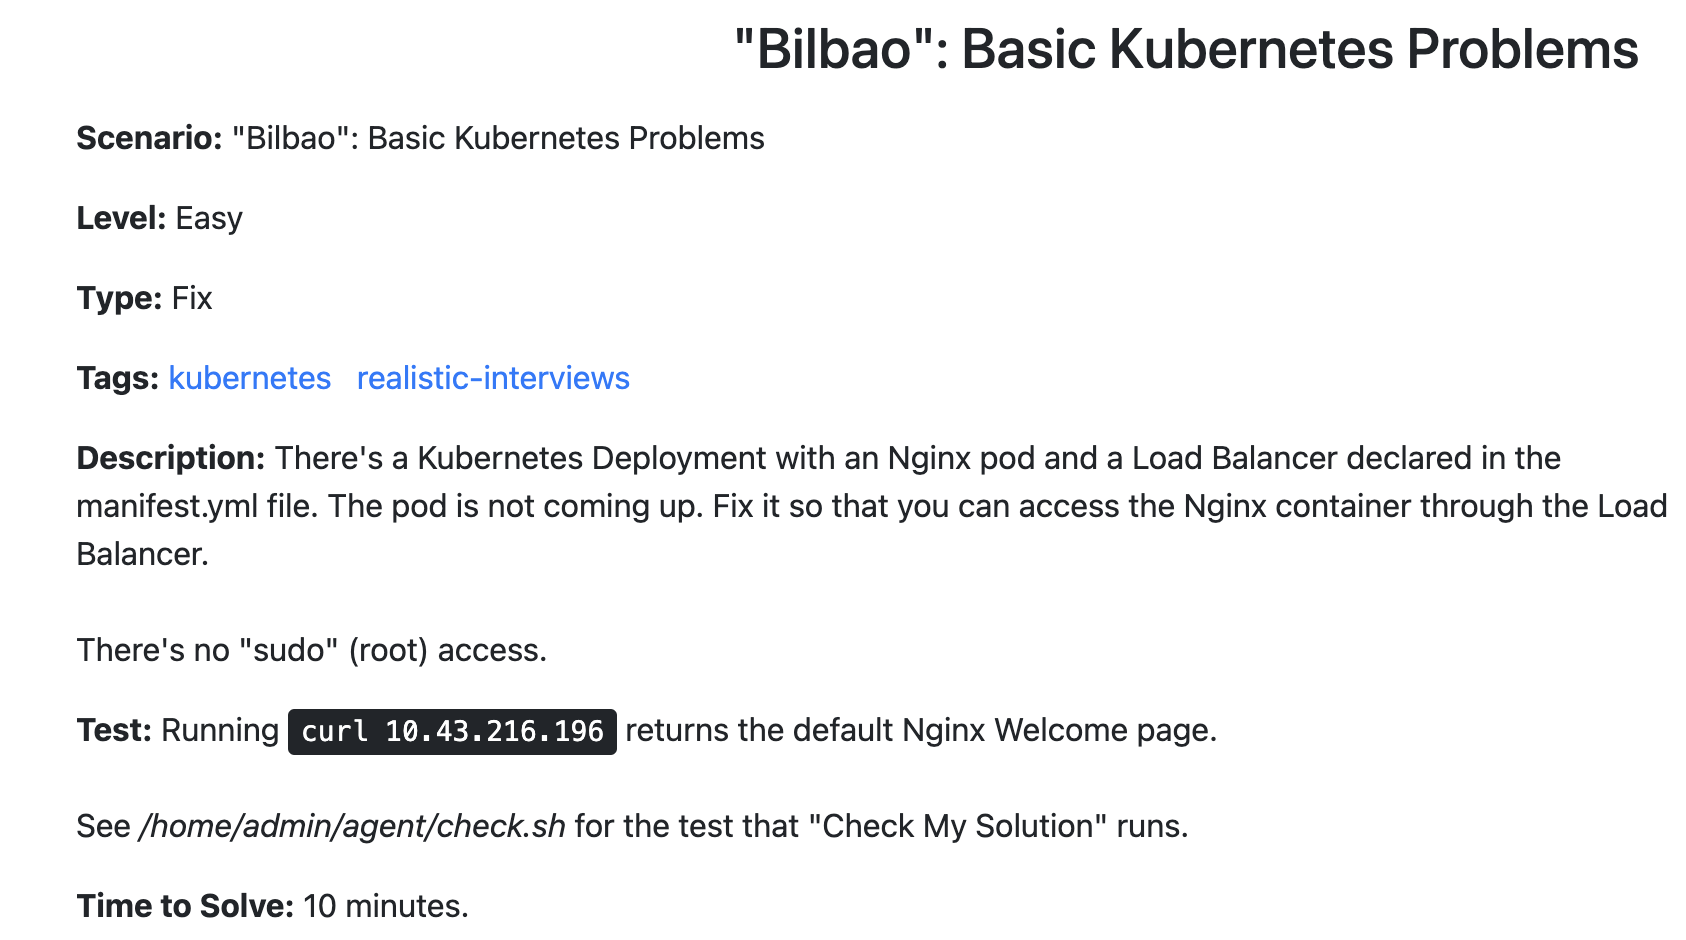 "Bilbao": Basic Kubernetes Problems
Scenario: "Bilbao": Basic Kubernetes Problems
Level: Easy
Type: Fix
Tags: kubernetes realistic-interviews
Description: There's a Kubernetes Deployment with an Nginx pod and a Load Balancer declared in the
manifest.yml file. The pod is not coming up. Fix it so that you can access the Nginx container through the Load
Balancer.
There's no "sudo" (root) access.
Test: Running curl 10.43.216.196 returns the default Nginx Welcome page.
See /home/admin/agent/check.sh for the test that "Check My Solution" runs.
Time to Solve: 10 minutes.